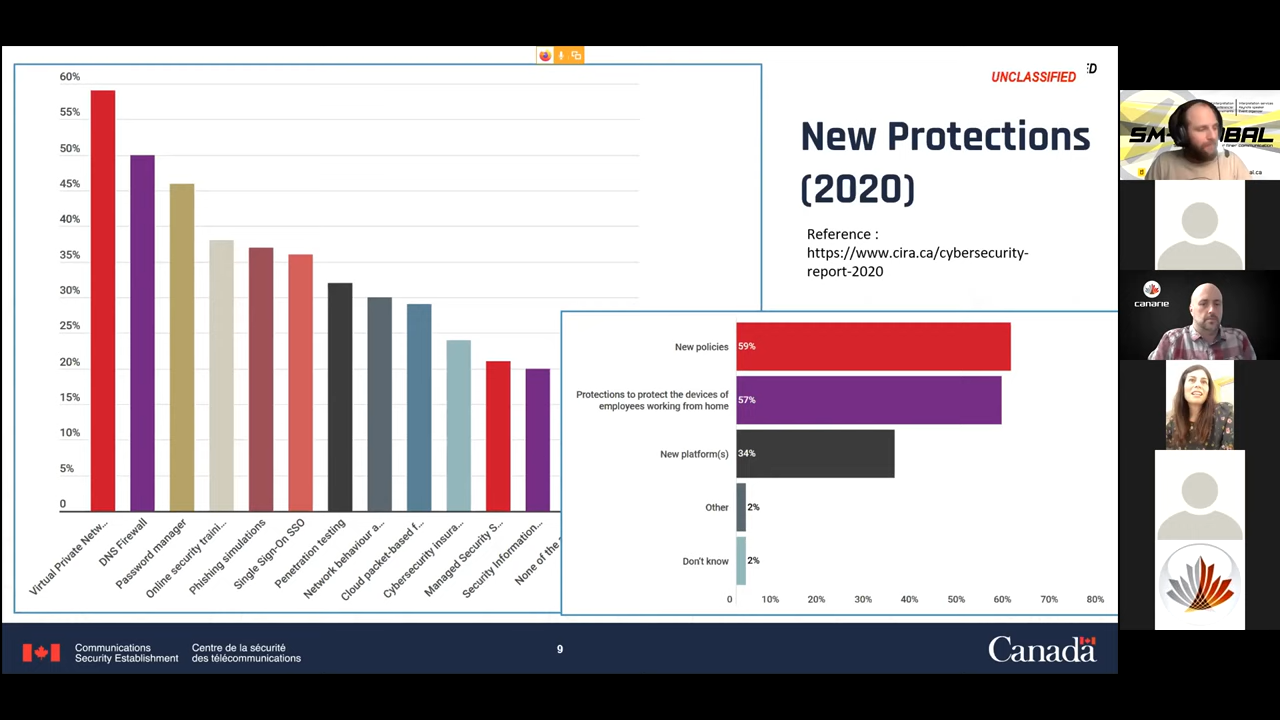 UNCLASSIFIED
New Protections
(2020)
Reference :
https://www.cira.ca/cybersecurity-
report-2020
60%
55%
50%
45%
40%
35%
30%
25%
20%
15%
10%
5%
0
Virtual Private Netw...
DNS Firewall
Password manager
Online security traini...
Phishing simulations
Single Sign-On SSO
Penetration testing
Network behaviour a...
Cloud packet-based f...
Cybersecurity insura...
Managed Security S...
Security Information...
None of the
New policies
59%
Protections to protect the devices of
employees working from home
57%
New platform(s)
34%
Other
2%
Don't know
2%
0 10% 20% 30% 40% 50% 60% 70% 80%
Communications
Security Establishment
Centre de la sécurité
des télécommunications
9
Canada
canarie